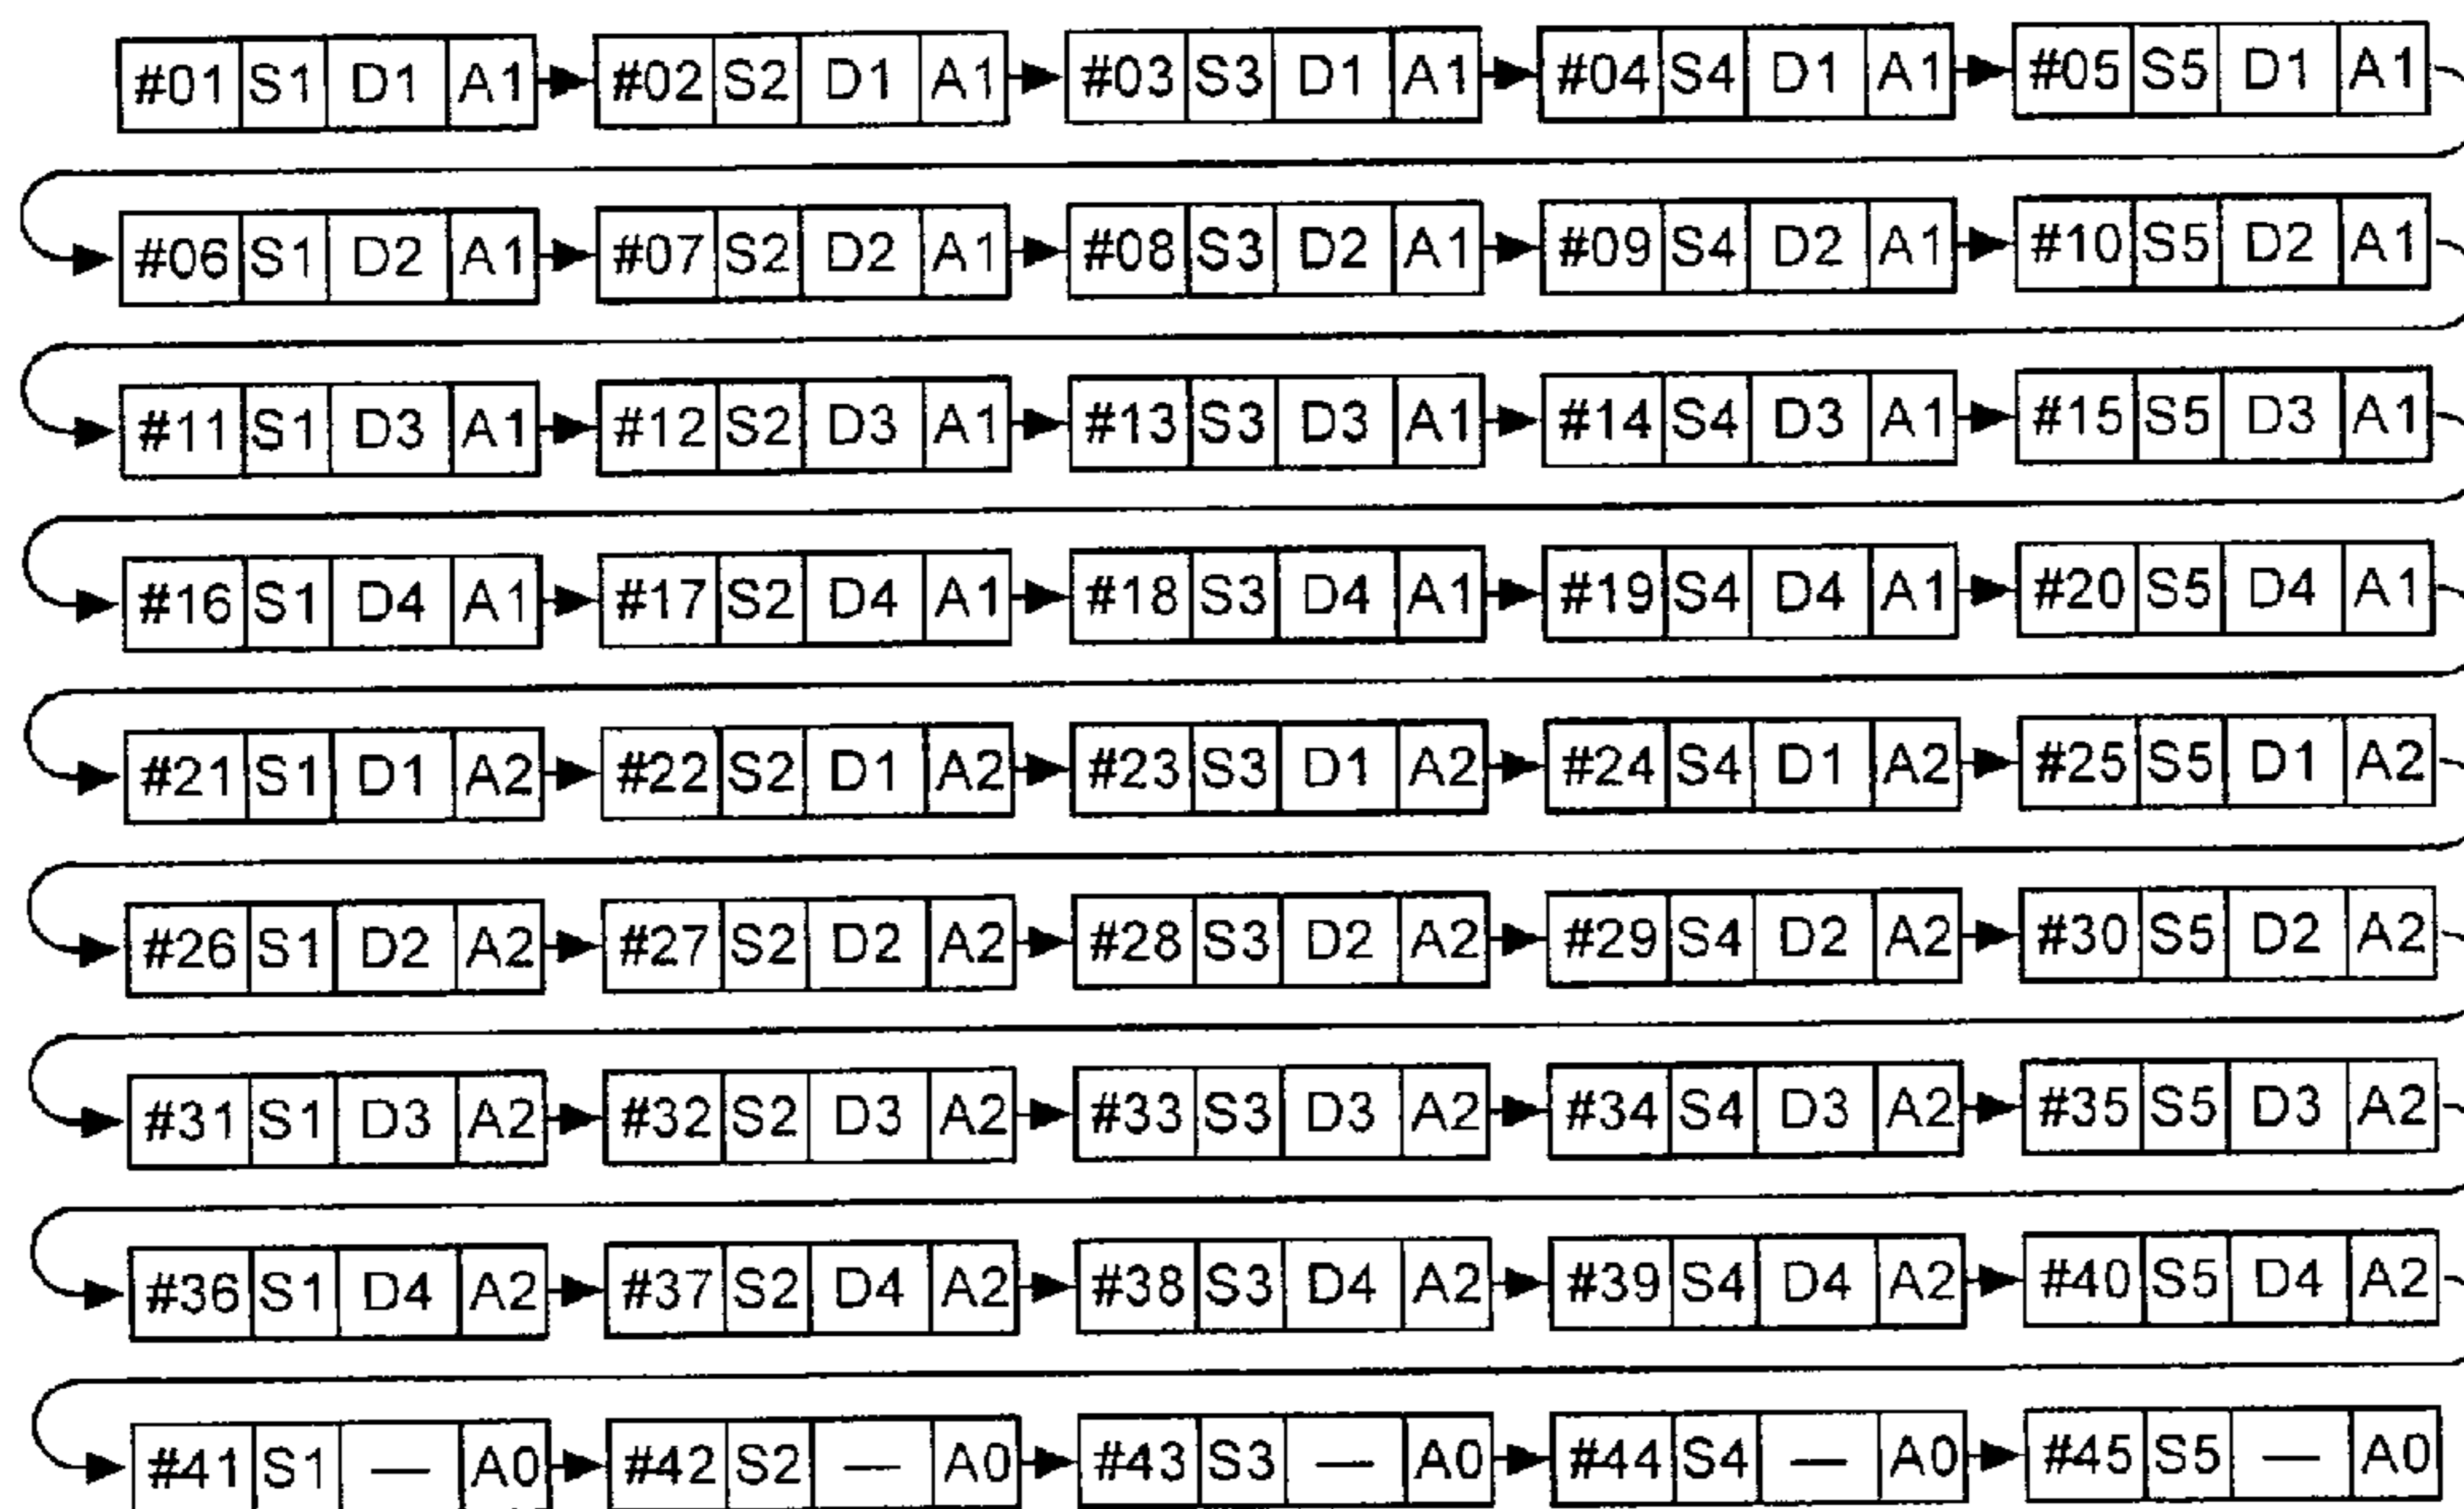 #01 S1 D1 A1 #02 S2 D1 A1 #03 S3 D1 A1 #04 S4 D1 A1 #05 S5 D1 A1
#06 S1 D2 A1 #07 S2 D2 A1 #08 S3 D2 A1 #09 S4 D2 A1 #10 S5 D2 A1
#11 S1 D3 A1 #12 S2 D3 A1 #13 S3 D3 A1 #14 S4 D3 A1 #15 S5 D3 A1
#16 S1 D4 A1 #17 S2 D4 A1 #18 S3 D4 A1 #19 S4 D4 A1 #20 S5 D4 A1
#21 S1 D1 A2 #22 S2 D1 A2 #23 S3 D1 A2 #24 S4 D1 A2 #25 S5 D1 A2
#26 S1 D2 A2 #27 S2 D2 A2 #28 S3 D2 A2 #29 S4 D2 A2 #30 S5 D2 A2
#31 S1 D3 A2 #32 S2 D3 A2 #33 S3 D3 A2 #34 S4 D3 A2 #35 S5 D3 A2
#36 S1 D4 A2 #37 S2 D4 A2 #38 S3 D4 A2 #39 S4 D4 A2 #40 S5 D4 A2
#41 S1 — A0 #42 S2 — A0 #43 S3 — A0 #44 S4 — A0 #45 S5 — A0